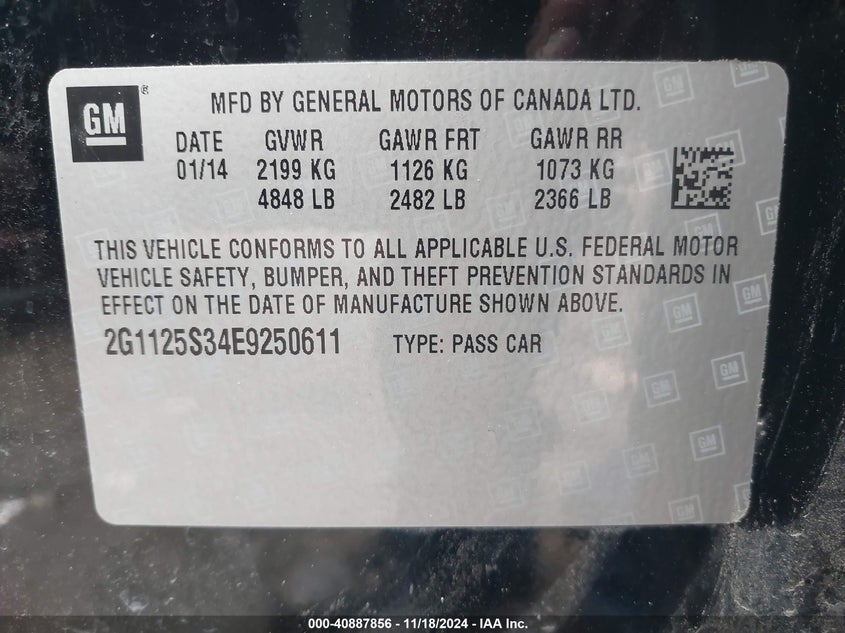 GM®
MFD BY GENERAL MOTORS OF CANADA LTD.
DATE GVWR GAWR FRT GAWR RR
01/14 2199 KG 1126 KG 1073 KG
4848 LB 2482 LB 2366 LB
THIS VEHICLE CONFORMS TO ALL APPLICABLE U.S. FEDERAL MOTOR
VEHICLE SAFETY, BUMPER, AND THEFT PREVENTION STANDARDS IN
EFFECT ON THE DATE OF MANUFACTURE SHOWN ABOVE.
2G1125S34E9250611 TYPE: PASS CAR
000-40887856 - 11/18/2024 - IAA Inc.